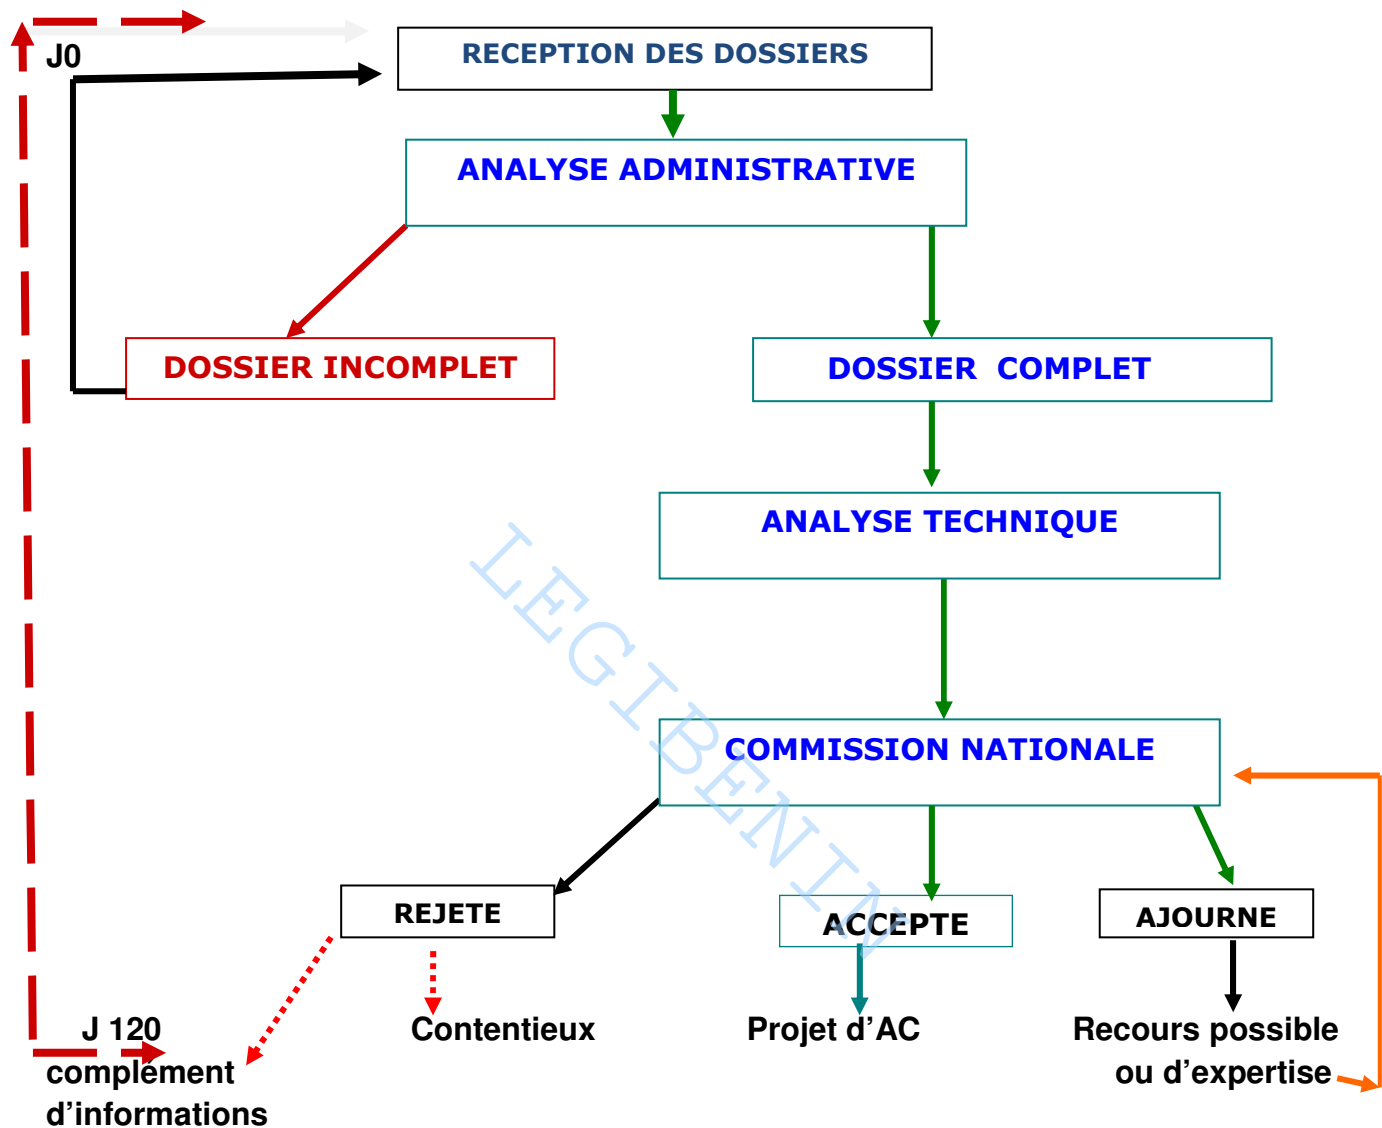 J0
RECEPTION DES DOSSIERS
ANALYSE ADMINISTRATIVE
DOSSIER INCOMPLET
DOSSIER COMPLET
ANALYSE TECHNIQUE
LEGIBENIN
COMMISSION NATIONALE
REJETE
ACCEPTE
AJOURNE
J 120
complément
d’informations
Contentieux
Projet d’AC
Recours possible
ou d’expertise